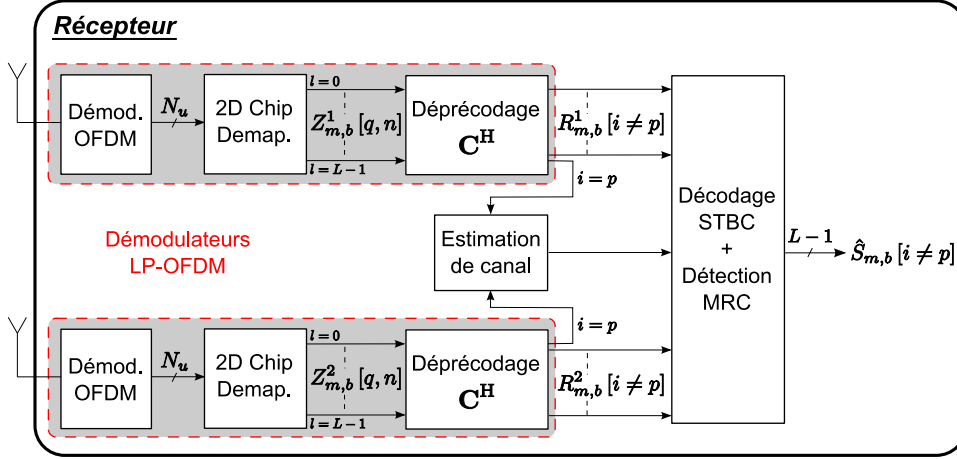 Récepteur
Démod.
OFDM
N_u
2D Chip
Demap.
l=0
Z^1_{m,b}[q,n]
l=L−1
Déprécodage
C^H
R^1_{m,b}[i≠p]
i=p
Démodulateurs
LP-OFDM
Estimation
de canal
Décodage
STBC
+
Détection
MRC
L−1
Ŝ_{m,b}[i≠p]
Démod.
OFDM
N_u
2D Chip
Demap.
l=0
Z^2_{m,b}[q,n]
l=L−1
Déprécodage
C^H
i=p
R^2_{m,b}[i≠p]